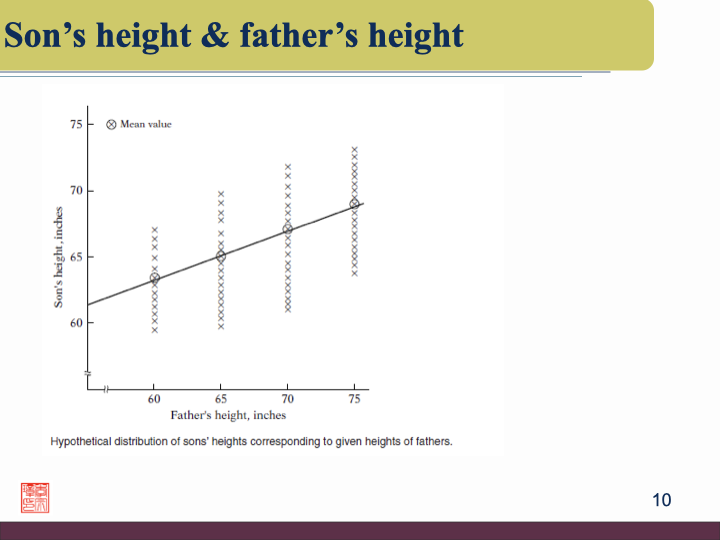 Son’s height & father’s height
75
⊗ Mean value
70
65
60
Son's height, inches
60 65 70 75
Father's height, inches
Hypothetical distribution of sons' heights corresponding to given heights of fathers.
10